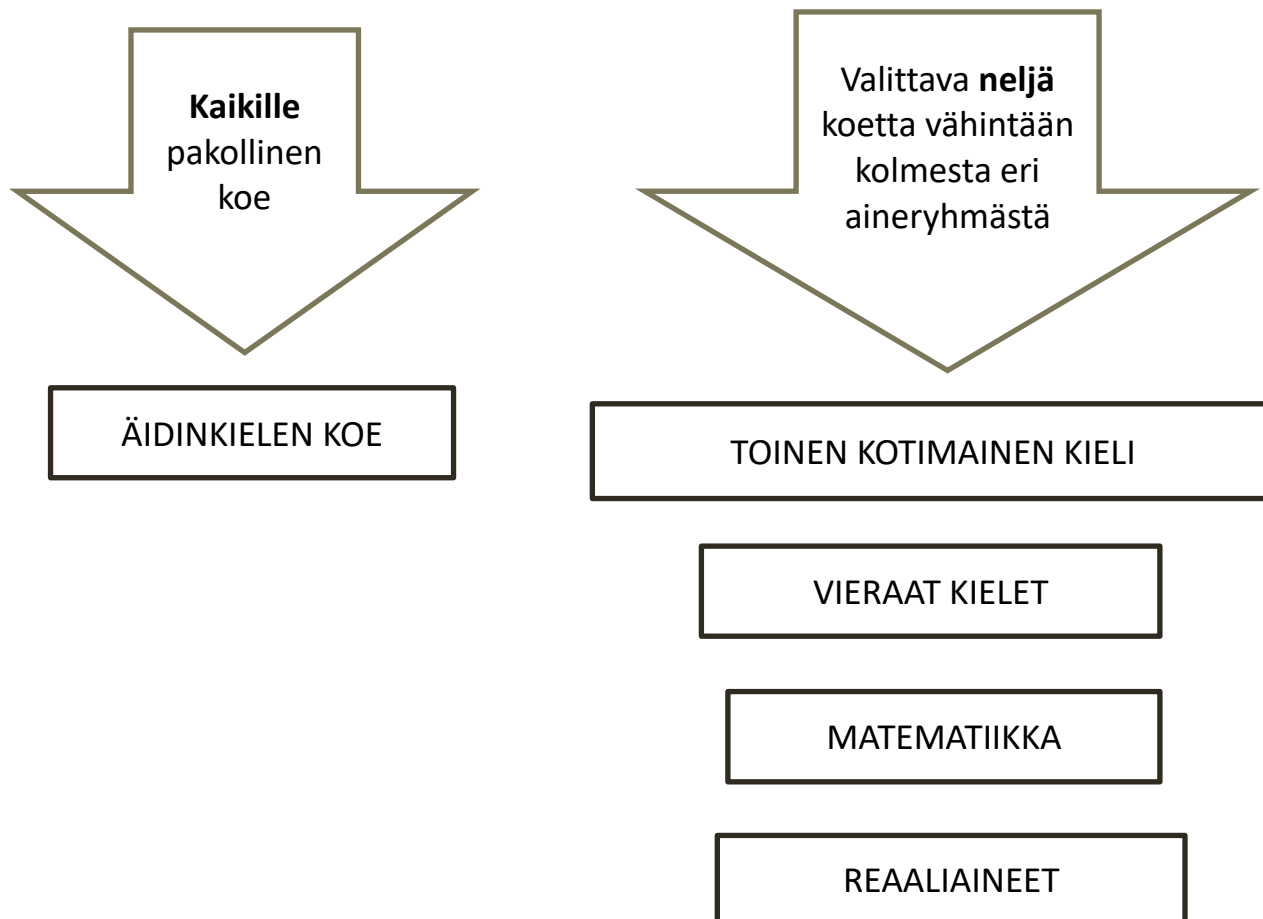 Kaikille
pakollinen
koe
ÄIDINKIELEN KOE
Valittava neljä
koetta vähintään
kolmesta eri
aineryhmästä
TOINEN KOTIMAINEN KIELI
VIERAAT KIELET
MATEMATIIKKA
REAALIAINEET